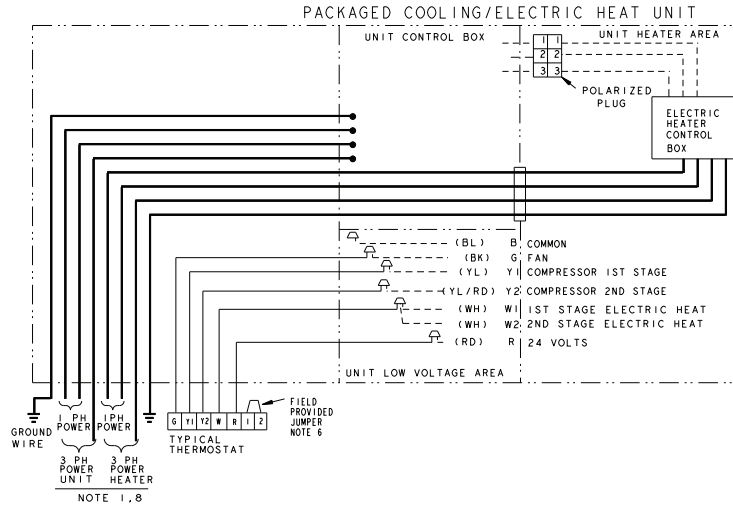 PACKAGED COOLING/ELECTRIC HEAT UNIT
UNIT CONTROL BOX
UNIT HEATER AREA
1 1
2 2
3 3
POLARIZED
PLUG
ELECTRIC
HEATER
CONTROL
BOX
(BL) B COMMON
(BK) G FAN
(YL) Y1 COMPRESSOR 1ST STAGE
(YL/RD) Y2 COMPRESSOR 2ND STAGE
(WH) W1 1ST STAGE ELECTRIC HEAT
(WH) W2 2ND STAGE ELECTRIC HEAT
(RD) R 24 VOLTS
UNIT LOW VOLTAGE AREA
GROUND
WIRE
1 PH
POWER
1PH
POWER
3 PH
POWER
UNIT
3 PH
POWER
HEATER
NOTE 1,8
G Y1 Y2 W R 1 2
TYPICAL
THERMOSTAT
FIELD
PROVIDED
JUMPER
NOTE 6